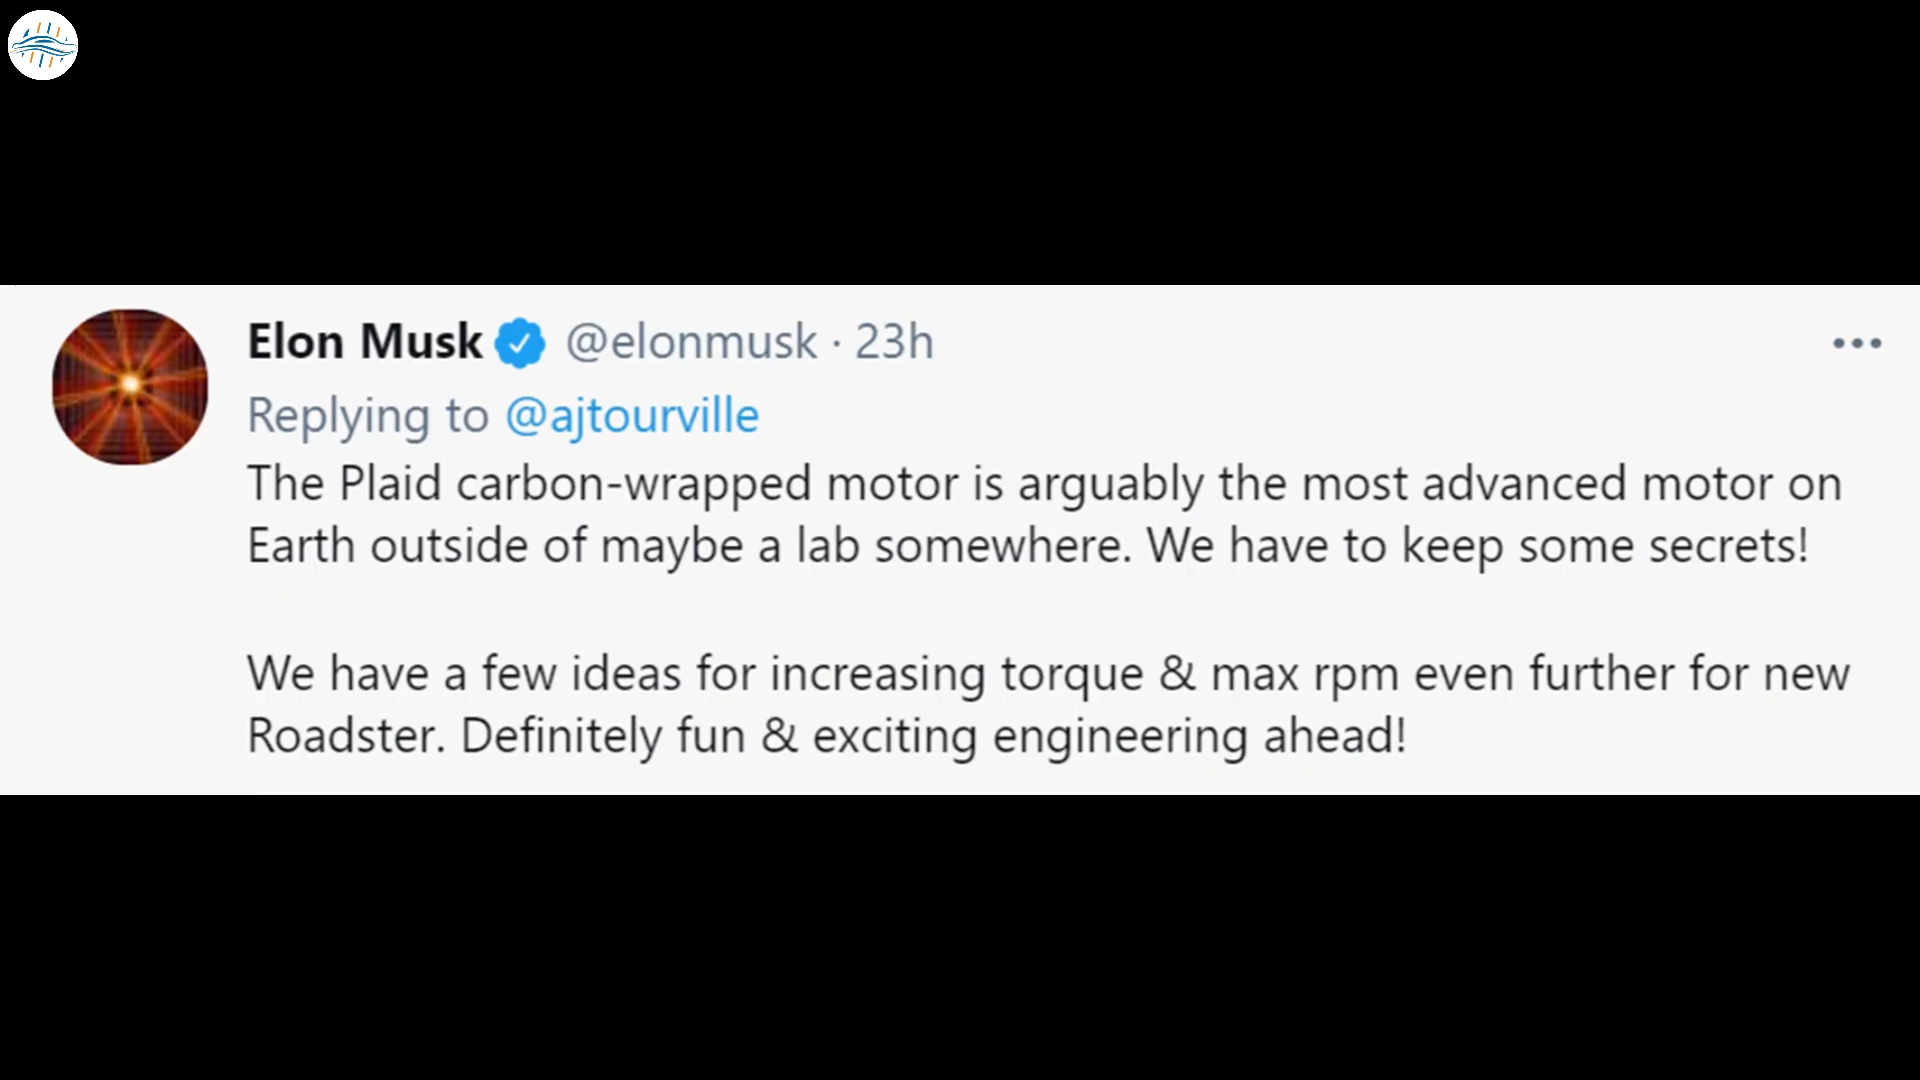 Elon Musk @elonmusk · 23h
Replying to @ajtourville
The Plaid carbon-wrapped motor is arguably the most advanced motor on
Earth outside of maybe a lab somewhere. We have to keep some secrets!
We have a few ideas for increasing torque & max rpm even further for new
Roadster. Definitely fun & exciting engineering ahead!